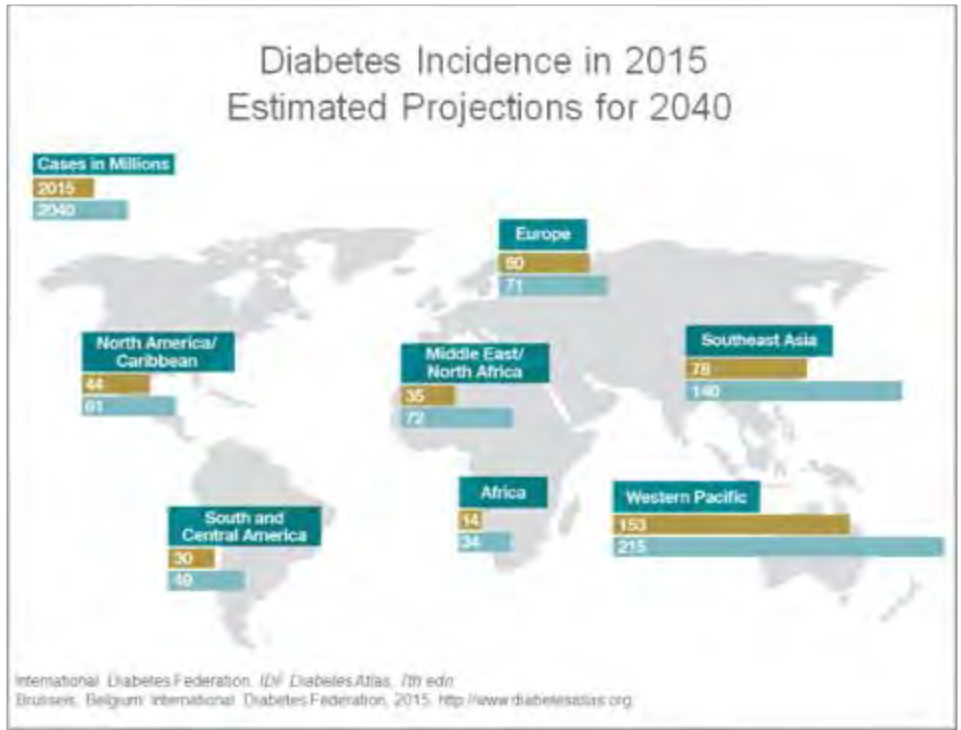 Diabetes Incidence in 2015
Estimated Projections for 2040
Cases in Millions
2015
2040
Europe
60
71
North America/
Caribbean
44
61
Middle East/
North Africa
35
72
Southeast Asia
78
140
Africa
14
34
Western Pacific
153
215
South and
Central America
30
49
International Diabetes Federation. IDF Diabetes Atlas, 7th edn.
Brussels, Belgium: International Diabetes Federation, 2015. http://www.diabetesatlas.org